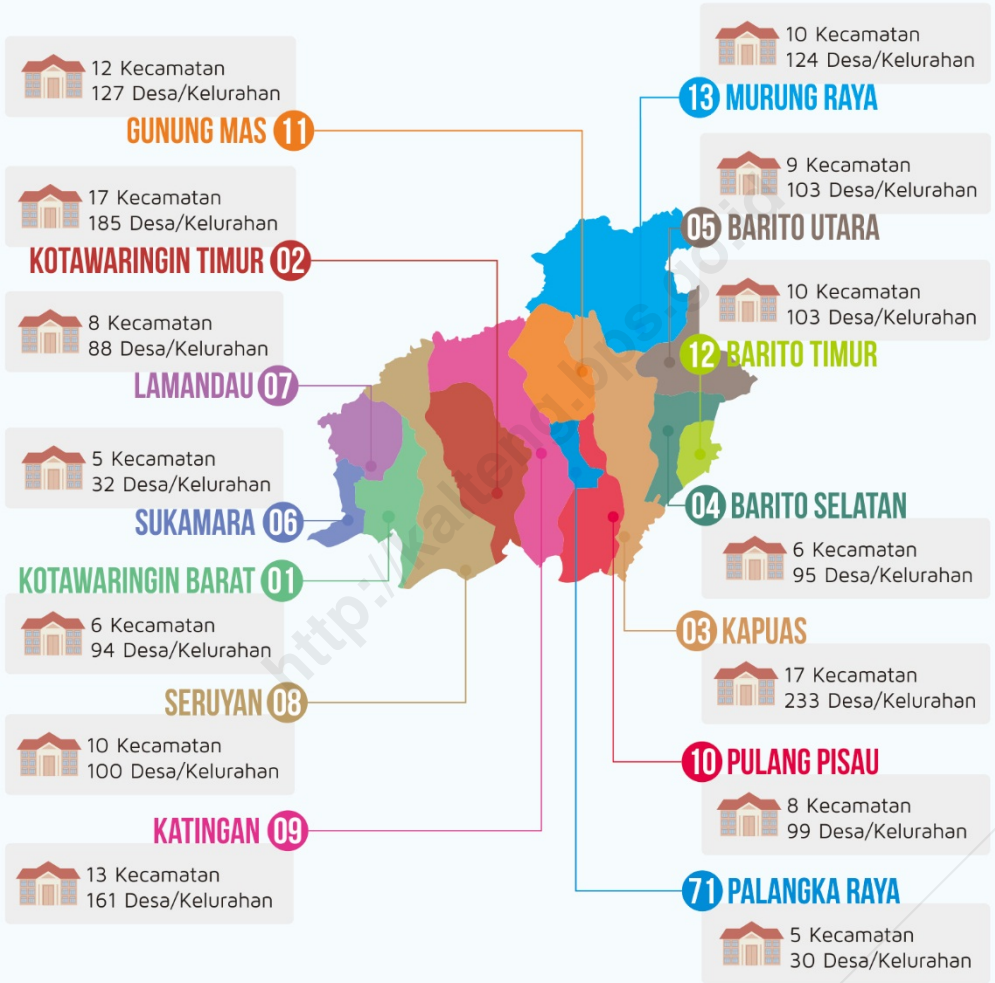 12 Kecamatan
127 Desa/Kelurahan
GUNUNG MAS 11
17 Kecamatan
185 Desa/Kelurahan
KOTAWARINGIN TIMUR 02
8 Kecamatan
88 Desa/Kelurahan
LAMANDAU 07
5 Kecamatan
32 Desa/Kelurahan
SUKAMARA 06
KOTAWARINGIN BARAT 01
6 Kecamatan
94 Desa/Kelurahan
SERUYAN 08
10 Kecamatan
100 Desa/Kelurahan
KATINGAN 09
13 Kecamatan
161 Desa/Kelurahan
10 Kecamatan
124 Desa/Kelurahan
13 MURUNG RAYA
9 Kecamatan
103 Desa/Kelurahan
05 BARITO UTARA
10 Kecamatan
103 Desa/Kelurahan
12 BARITO TIMUR
04 BARITO SELATAN
6 Kecamatan
95 Desa/Kelurahan
03 KAPUAS
17 Kecamatan
233 Desa/Kelurahan
10 PULANG PISAU
8 Kecamatan
99 Desa/Kelurahan
71 PALANGKA RAYA
5 Kecamatan
30 Desa/Kelurahan
http://kalteng.bps.go.id